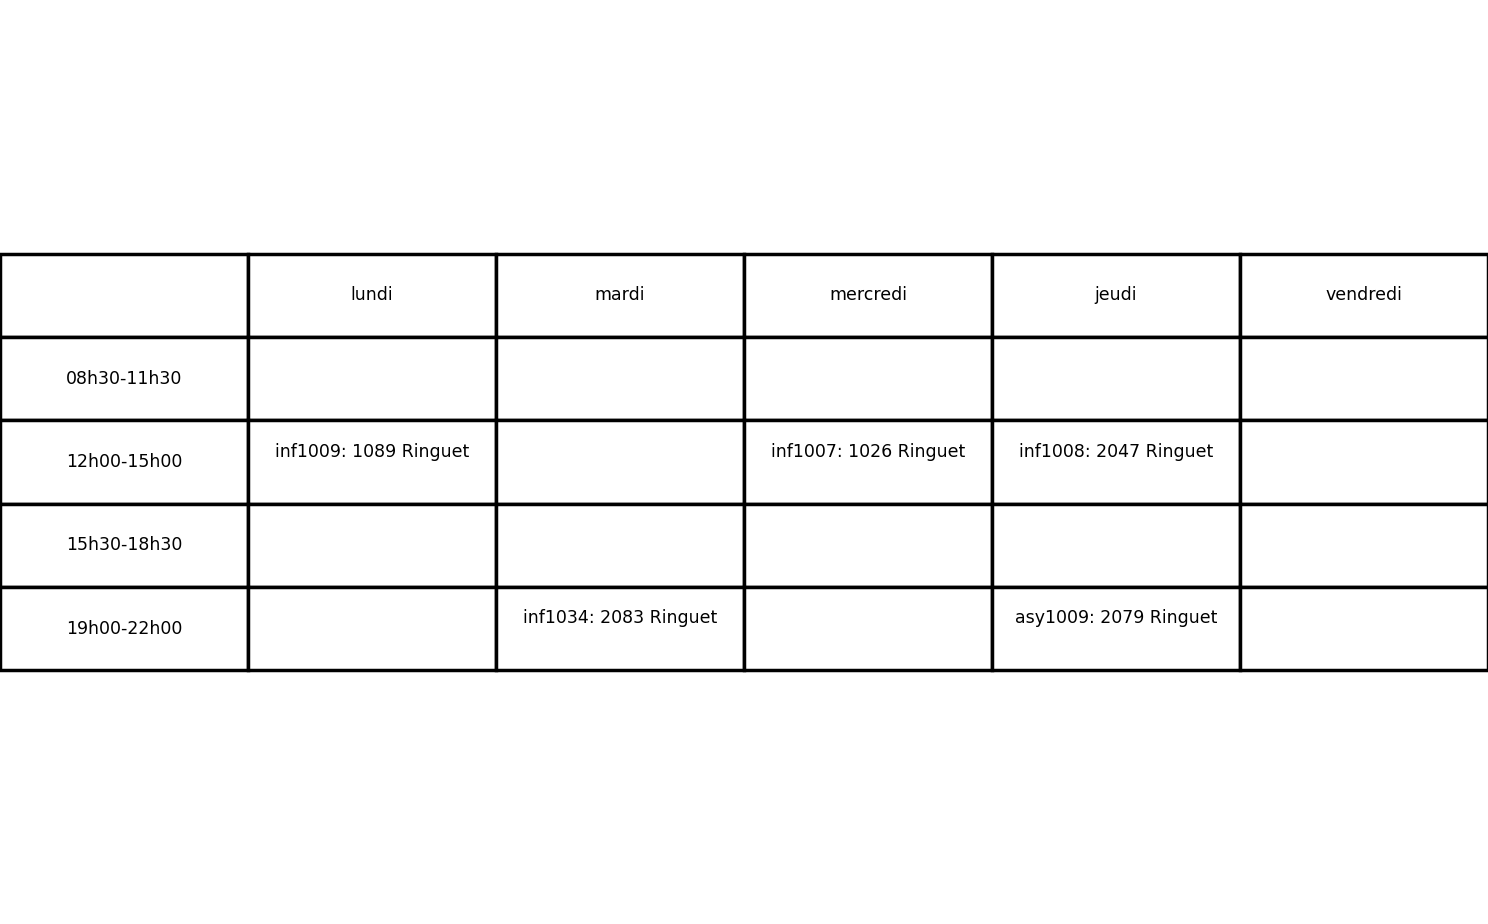 lundi mardi mercredi jeudi vendredi
08h30-11h30
12h00-15h00 inf1009: 1089 Ringuet inf1007: 1026 Ringuet inf1008: 2047 Ringuet
15h30-18h30
19h00-22h00 inf1034: 2083 Ringuet asy1009: 2079 Ringuet